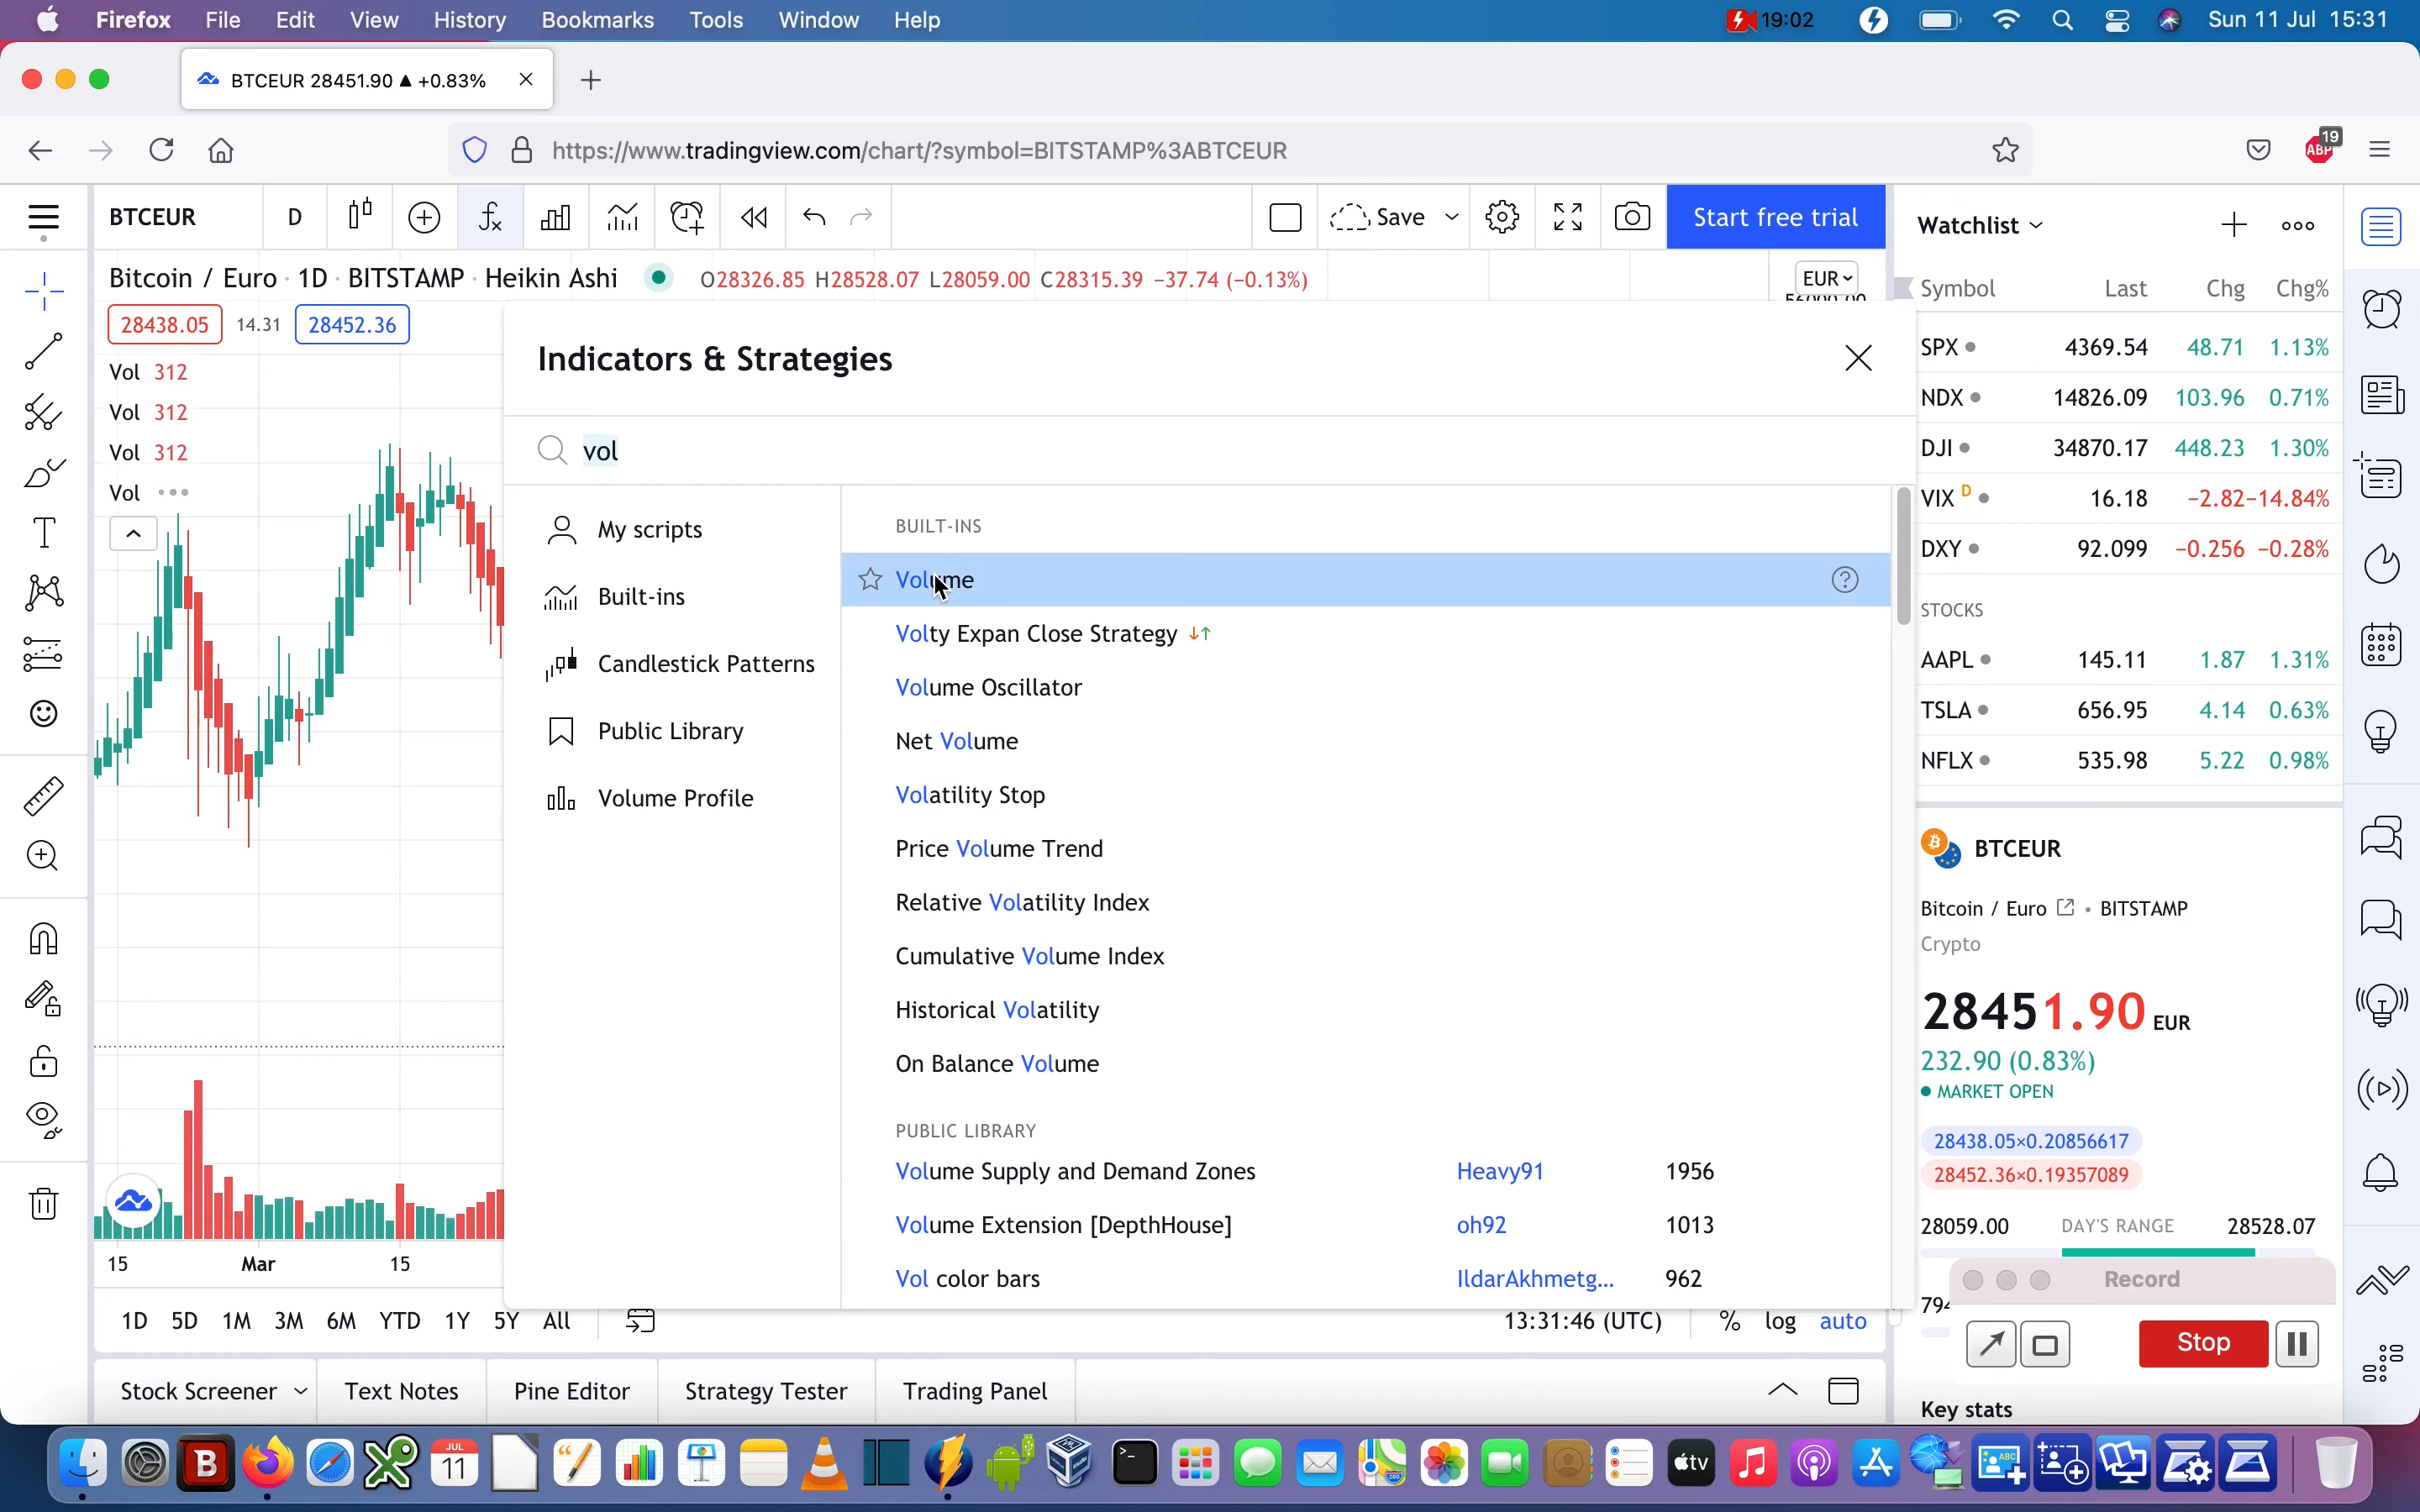 Firefox File Edit View History Bookmarks Tools Window Help 19:02 Sun 11 Jul 15:31
BTCEUR 28451.90 ▲ +0.83%
https://www.tradingview.com/chart/?symbol=BITSTAMP%3ABTCEUR
ABP 19
BTCEUR D Save Start free trial
Bitcoin / Euro · 1D · BITSTAMP · Heikin Ashi O28326.85 H28528.07 L28059.00 C28315.39 −37.74 (−0.13%)
EUR
28438.05 14.31 28452.36
Vol 312
Vol 312
Vol 312
Vol
Indicators & Strategies
vol
My scripts
Built-ins
Candlestick Patterns
Public Library
Volume Profile
BUILT-INS
Volume
Volty Expan Close Strategy
Volume Oscillator
Net Volume
Volatility Stop
Price Volume Trend
Relative Volatility Index
Cumulative Volume Index
Historical Volatility
On Balance Volume
PUBLIC LIBRARY
Volume Supply and Demand Zones Heavy91 1956
Volume Extension [DepthHouse] oh92 1013
Vol color bars IldarAkhmetg... 962
15 Mar 15
1D 5D 1M 3M 6M YTD 1Y 5Y All
13:31:46 (UTC) % log auto
Stock Screener Text Notes Pine Editor Strategy Tester Trading Panel
Watchlist
Symbol Last Chg Chg%
SPX 4369.54 48.71 1.13%
NDX 14826.09 103.96 0.71%
DJI 34870.17 448.23 1.30%
VIX D 16.18 −2.82 −14.84%
DXY 92.099 −0.256 −0.28%
STOCKS
AAPL 145.11 1.87 1.31%
TSLA 656.95 4.14 0.63%
NFLX 535.98 5.22 0.98%
BTCEUR
Bitcoin / Euro • BITSTAMP
Crypto
28451.90 EUR
232.90 (0.83%)
MARKET OPEN
28438.05×0.20856617
28452.36×0.19357089
28059.00 DAY'S RANGE 28528.07
Record
Stop
Key stats
JUL
11
tv